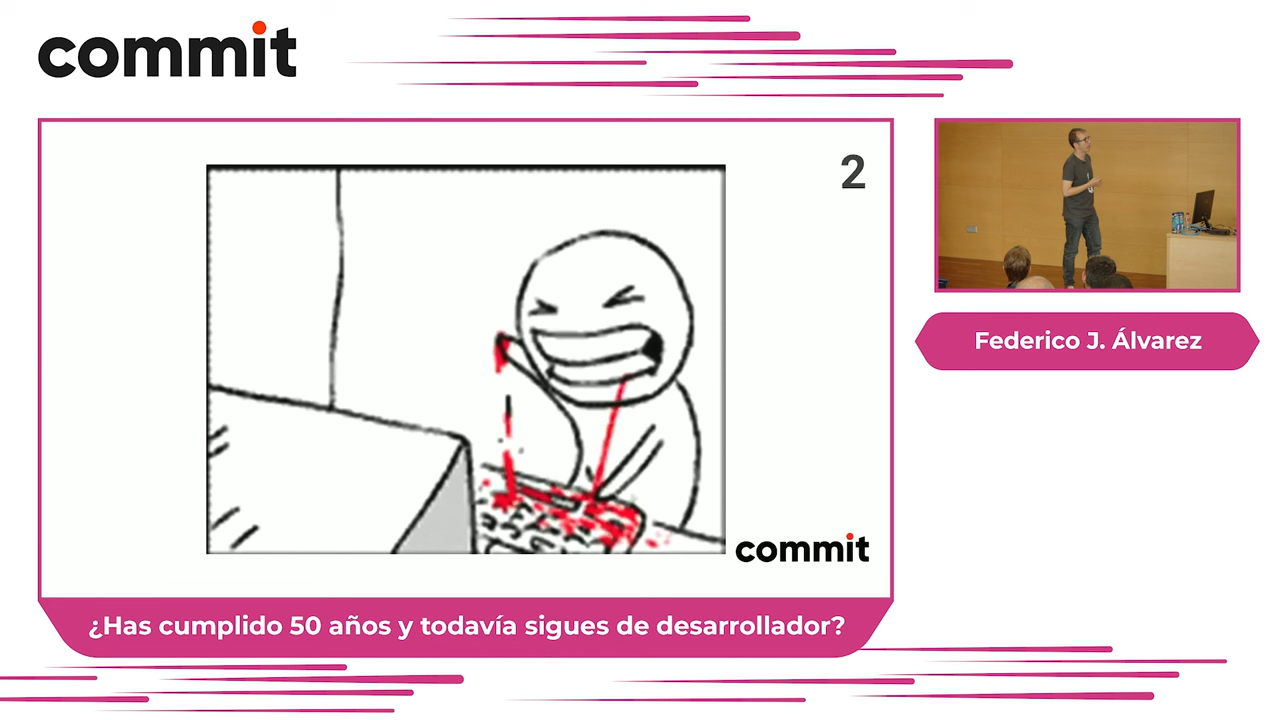 commit
2
commit
Federico J. Álvarez
¿Has cumplido 50 años y todavía sigues de desarrollador?